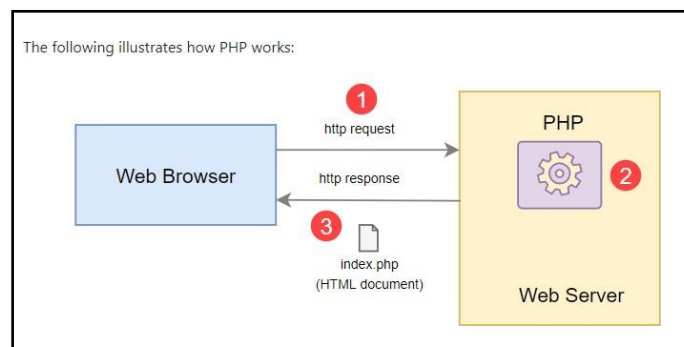 The following illustrates how PHP works:
1
http request
PHP
Web Browser
http response
2
3
index.php
(HTML document)
Web Server